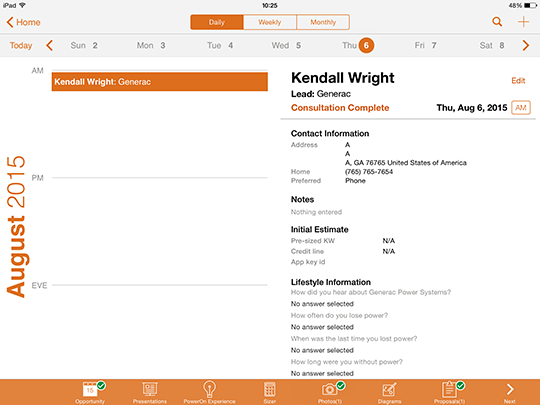 iPad 10:25 48%
Home Daily Weekly Monthly
Today Sun 2 Mon 3 Tue 4 Wed 5 Thu 6 Fri 7 Sat 8
AM
Kendall Wright: Generac
PM
EVE
August 2015
Kendall Wright
Edit
Lead: Generac
Consultation Complete Thu, Aug 6, 2015 AM
Contact Information
Address A
A
A, GA 76765 United States of America
Home (765) 765-7654
Preferred Phone
Notes
Nothing entered
Initial Estimate
Pre-sized KW N/A
Credit line N/A
App key id
Lifestyle Information
How did you hear about Generac Power Systems?
No answer selected
How often do you lose power?
No answer selected
When was the last time you lost power?
No answer selected
How long were you without power?
No answer selected
15
Opportunity Presentations PowerOn Experience Sizer Photos(1) Diagrams Proposals(1) Next